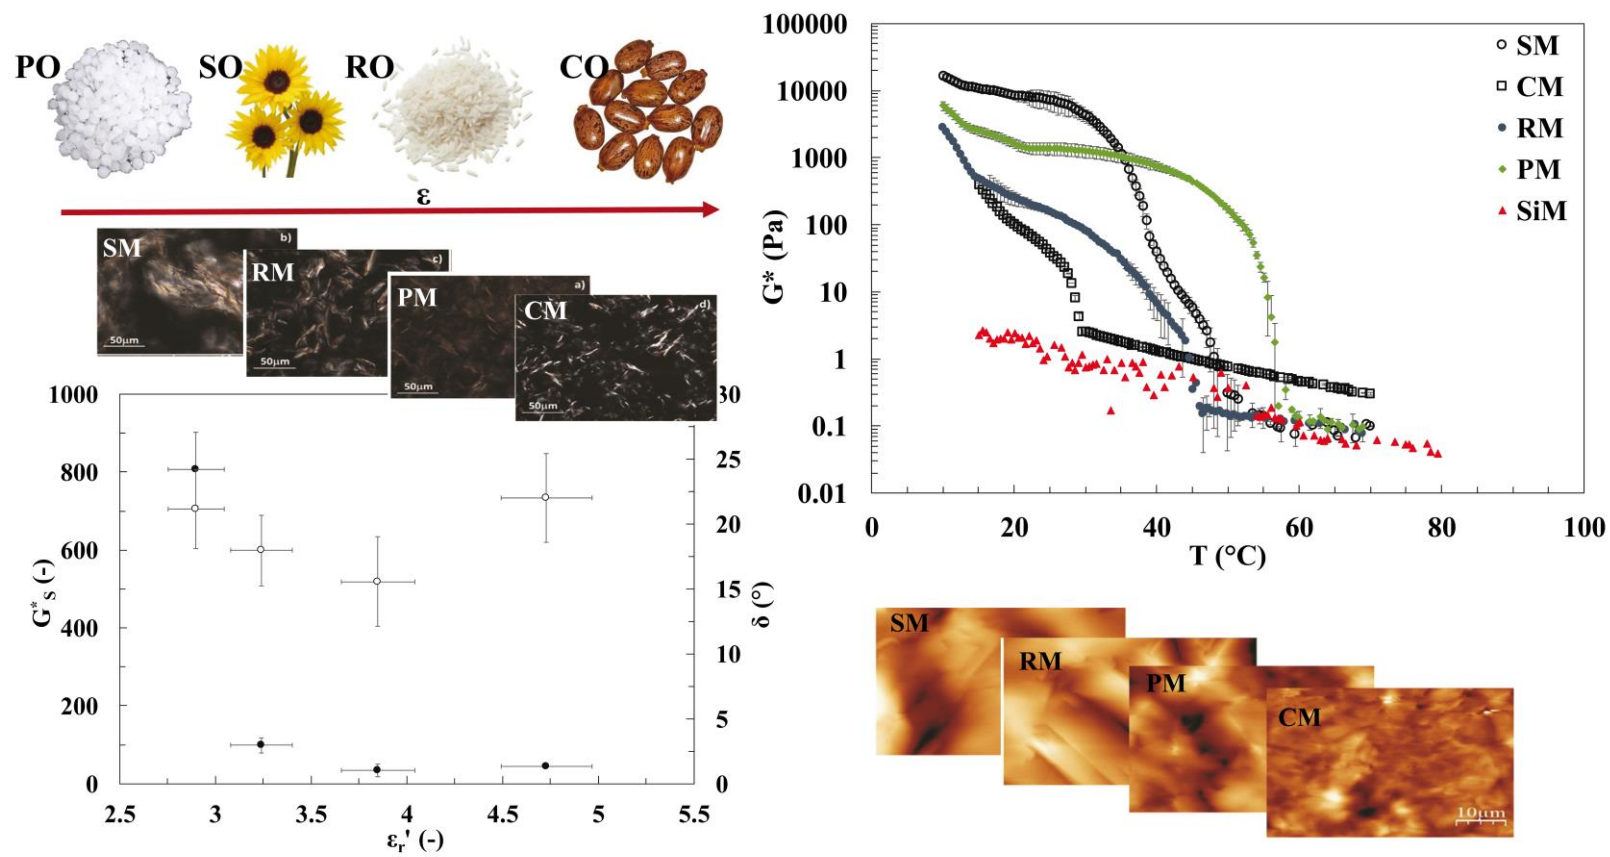 PO
SO
RO
CO
ε
SM
b)
50μm
RM
c)
50μm
PM
a)
50μm
CM
d)
50μm
1000
800
600
400
200
0
G*S (-)
30
25
20
15
10
5
0
δ (°)
2.5 3 3.5 4 4.5 5 5.5
εr' (-)
100000
10000
1000
100
10
1
0.1
0.01
G* (Pa)
SM
CM
RM
PM
SiM
0 20 40 60 80 100
T (°C)
SM
RM
PM
CM
10μm